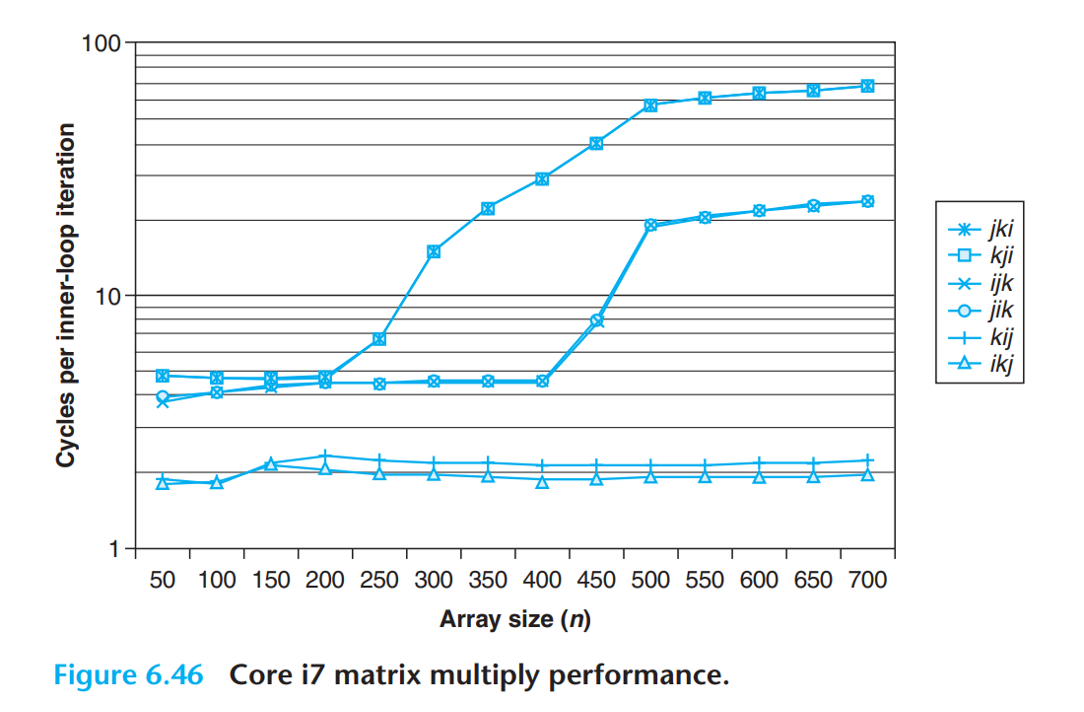 100
10
1
Cycles per inner-loop iteration
jki
kji
ijk
jik
kij
ikj
50 100 150 200 250 300 350 400 450 500 550 600 650 700
Array size (n)
Figure 6.46 Core i7 matrix multiply performance.